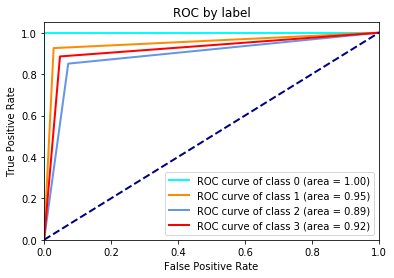 ROC by label
True Positive Rate
1.0
0.8
0.6
0.4
0.2
0.0
ROC curve of class 0 (area = 1.00)
ROC curve of class 1 (area = 0.95)
ROC curve of class 2 (area = 0.89)
ROC curve of class 3 (area = 0.92)
0.0 0.2 0.4 0.6 0.8 1.0
False Positive Rate